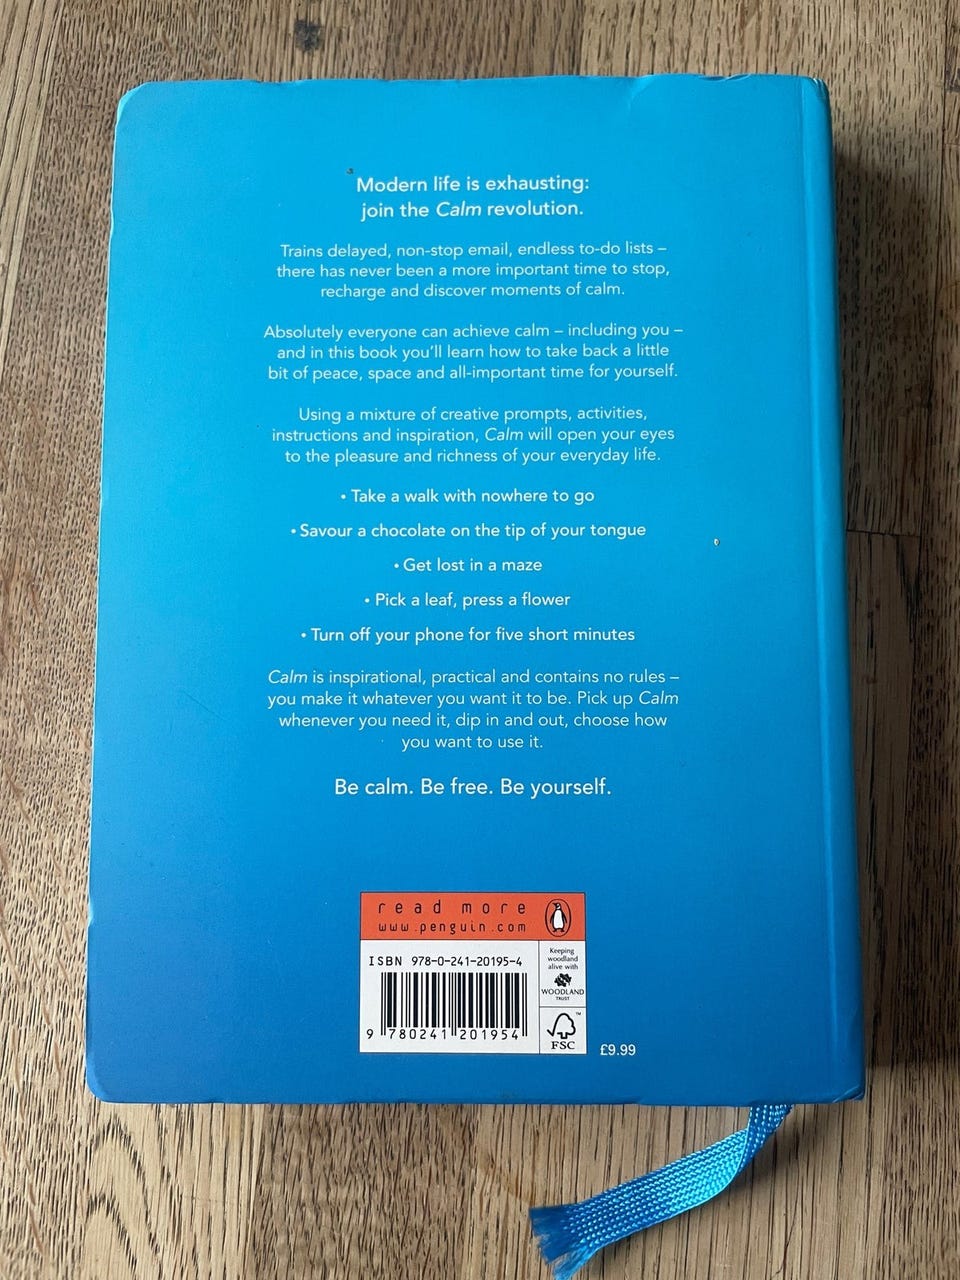 Modern life is exhausting:
join the Calm revolution.
Trains delayed, non-stop email, endless to-do lists –
there has never been a more important time to stop,
recharge and discover moments of calm.
Absolutely everyone can achieve calm – including you –
and in this book you'll learn how to take back a little
bit of peace, space and all-important time for yourself.
Using a mixture of creative prompts, activities,
instructions and inspiration, Calm will open your eyes
to the pleasure and richness of your everyday life.
• Take a walk with nowhere to go
• Savour a chocolate on the tip of your tongue
• Get lost in a maze
• Pick a leaf, press a flower
• Turn off your phone for five short minutes
Calm is inspirational, practical and contains no rules –
you make it whatever you want it to be. Pick up Calm
whenever you need it, dip in and out, choose how
you want to use it.
Be calm. Be free. Be yourself.
read more
www.penguin.com
ISBN 978-0-241-20195-4
9 780241 201954
Keeping
woodland
alive with
WOODLAND
TRUST
™
FSC
£9.99